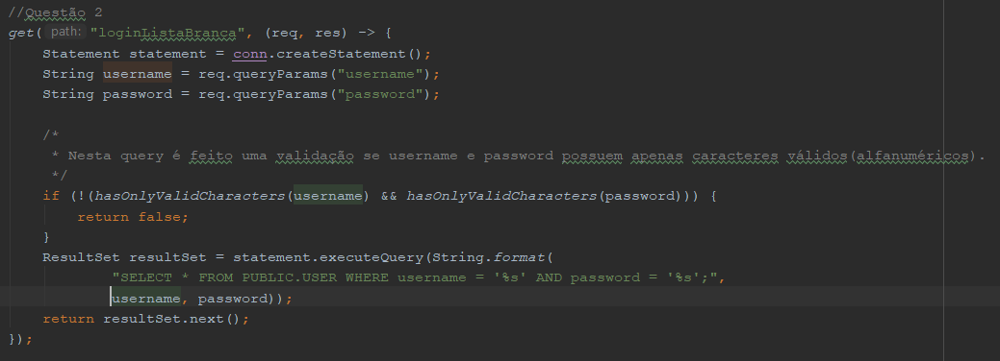 //Questão 2
get( path: "loginListaBranca", (req, res) -> {
    Statement statement = conn.createStatement();
    String username = req.queryParams("username");
    String password = req.queryParams("password");

    /*
     * Nesta query é feito uma validação se username e password possuem apenas caracteres válidos(alfanuméricos).
     */
    if (!(hasOnlyValidCharacters(username) && hasOnlyValidCharacters(password))) {
        return false;
    }
    ResultSet resultSet = statement.executeQuery(String.format(
            "SELECT * FROM PUBLIC.USER WHERE username = '%s' AND password = '%s';",
            username, password));
    return resultSet.next();
});